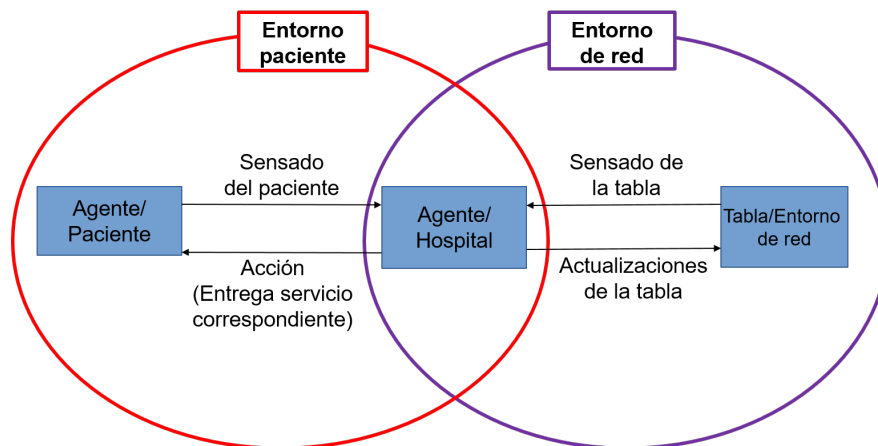 Entorno
paciente
Entorno
de red
Sensado
del paciente
Sensado de
la tabla
Agente/
Paciente
Agente/
Hospital
Tabla/Entorno
de red
Acción
(Entrega servicio
correspondiente)
Actualizaciones
de la tabla